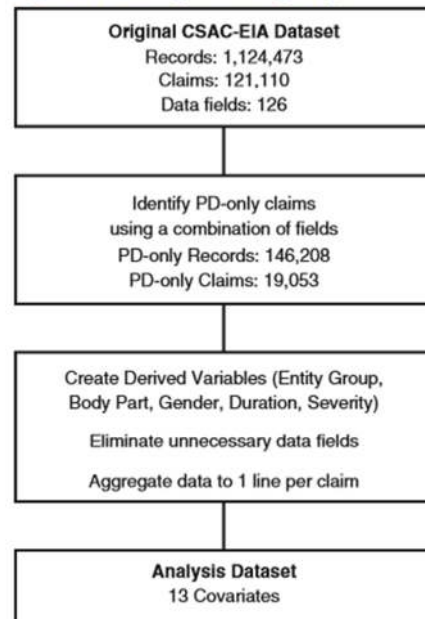 Original CSAC-EIA Dataset
Records: 1,124,473
Claims: 121,110
Data fields: 126
Identify PD-only claims
using a combination of fields
PD-only Records: 146,208
PD-only Claims: 19,053
Create Derived Variables (Entity Group,
Body Part, Gender, Duration, Severity)
Eliminate unnecessary data fields
Aggregate data to 1 line per claim
Analysis Dataset
13 Covariates